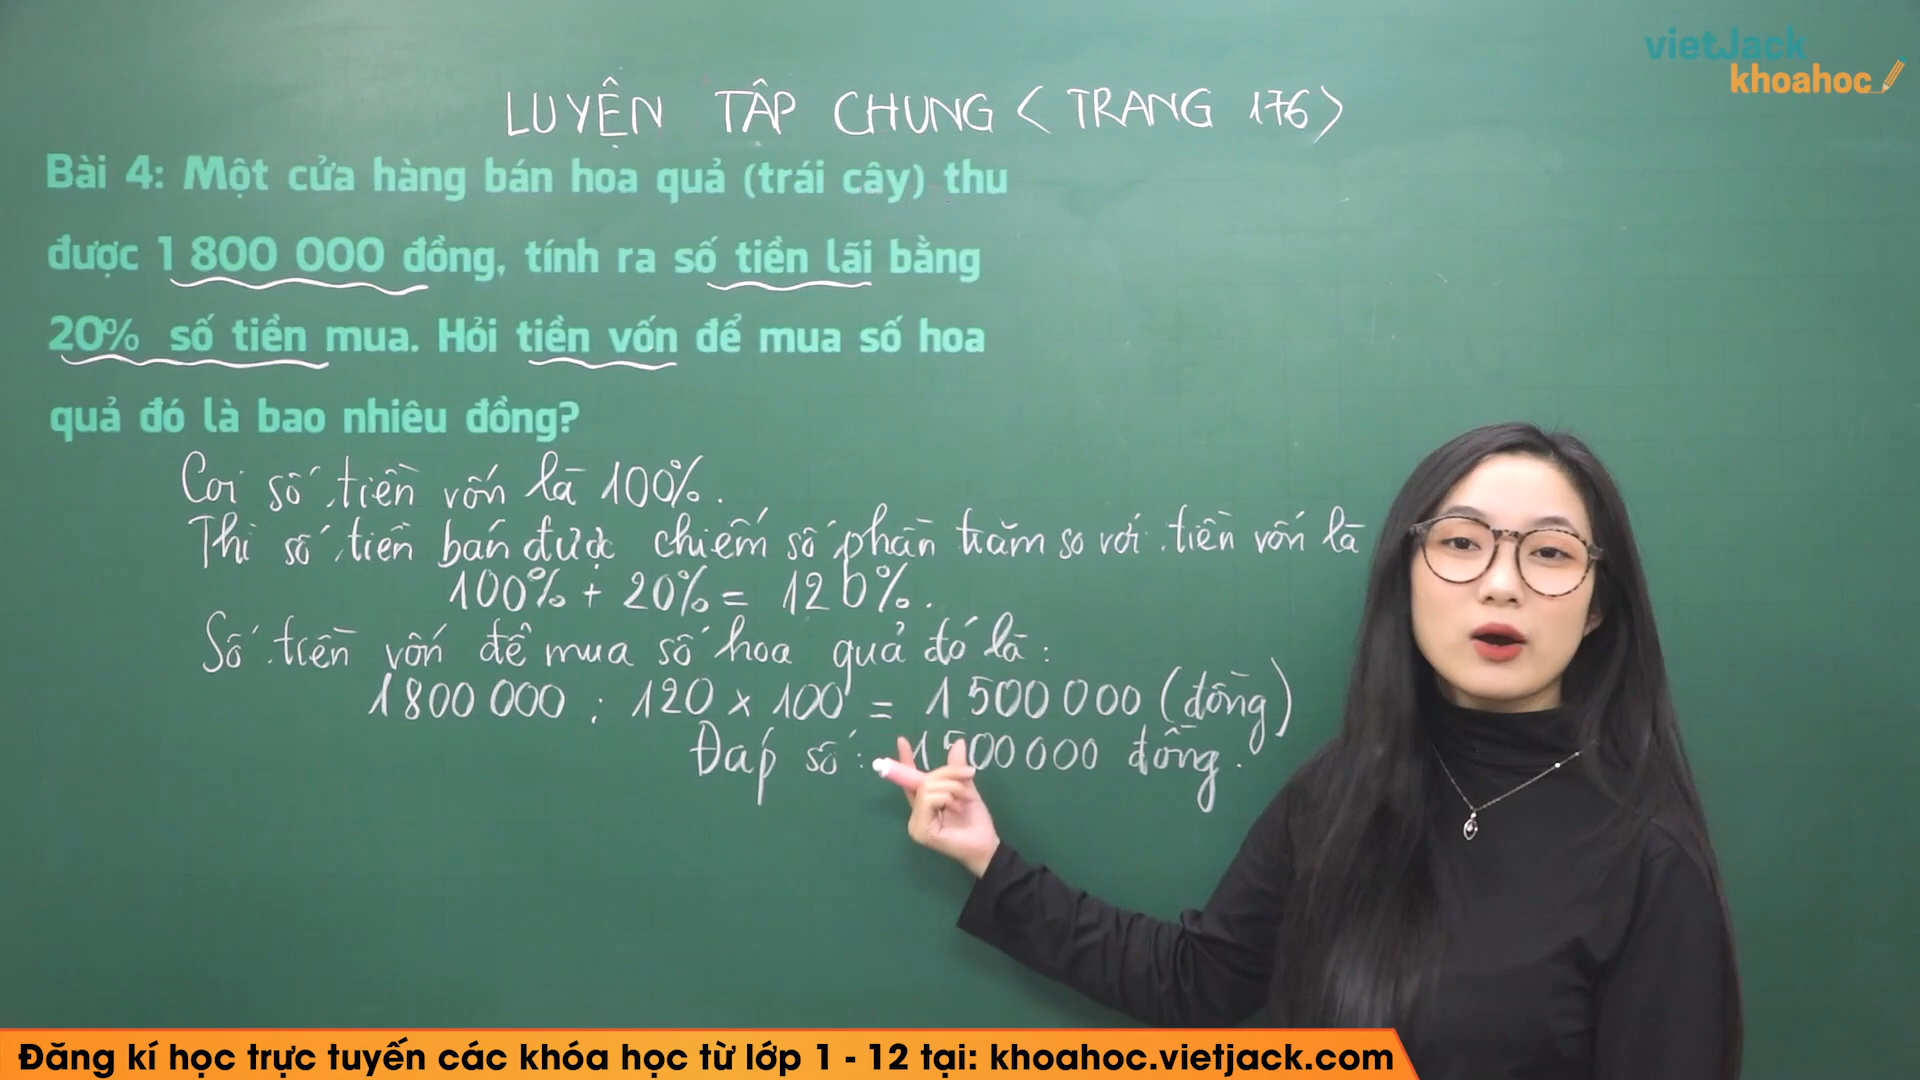 vietJack
khoahoc
LUYỆN TẬP CHUNG < TRANG 176 >
Bài 4: Một cửa hàng bán hoa quả (trái cây) thu
được 1 800 000 đồng, tính ra số tiền lãi bằng
20% số tiền mua. Hỏi tiền vốn để mua số hoa
quả đó là bao nhiêu đồng?
Coi số tiền vốn là 100%.
Thì số tiền bán được chiếm số phần trăm so với tiền vốn là
100% + 20% = 120%.
Số tiền vốn để mua số hoa quả đó là:
1 800 000 : 120 x 100 = 1 500 000 (đồng)
Đáp số: 1 500 000 đồng.
Đăng kí học trực tuyến các khóa học từ lớp 1 - 12 tại: khoahoc.vietjack.com